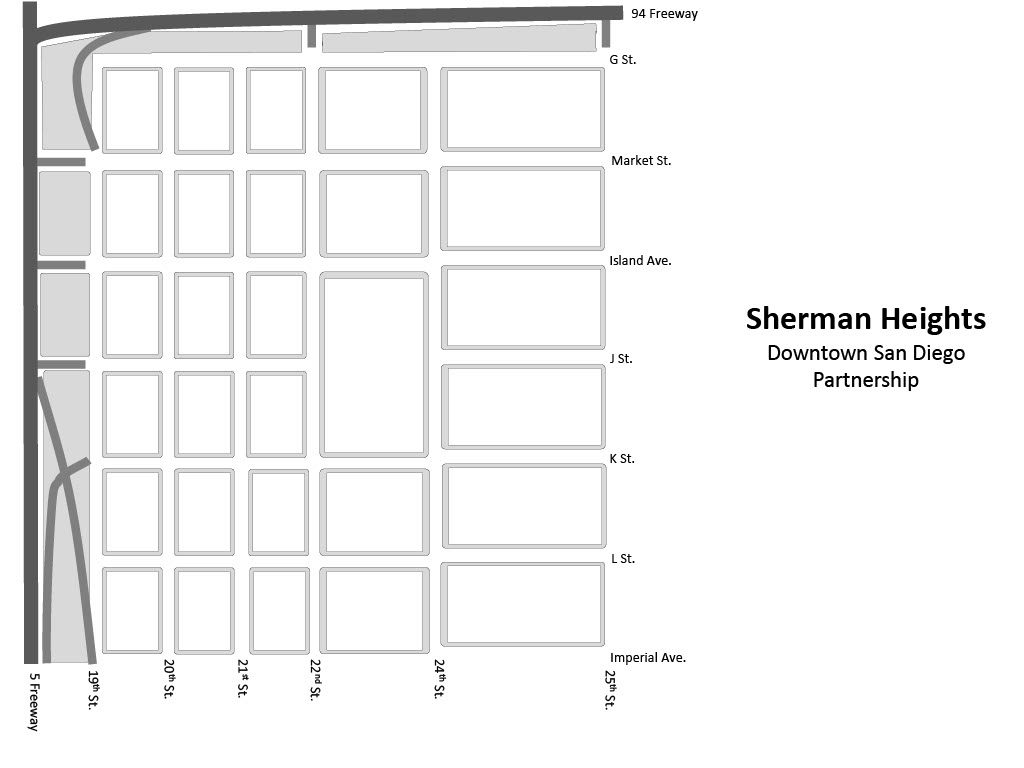 94 Freeway
G St.
Market St.
Island Ave.
Sherman Heights
Downtown San Diego
Partnership
J St.
K St.
L St.
Imperial Ave.
5 Freeway
19th St.
20th St.
21st St.
22nd St.
24th St.
25th St.